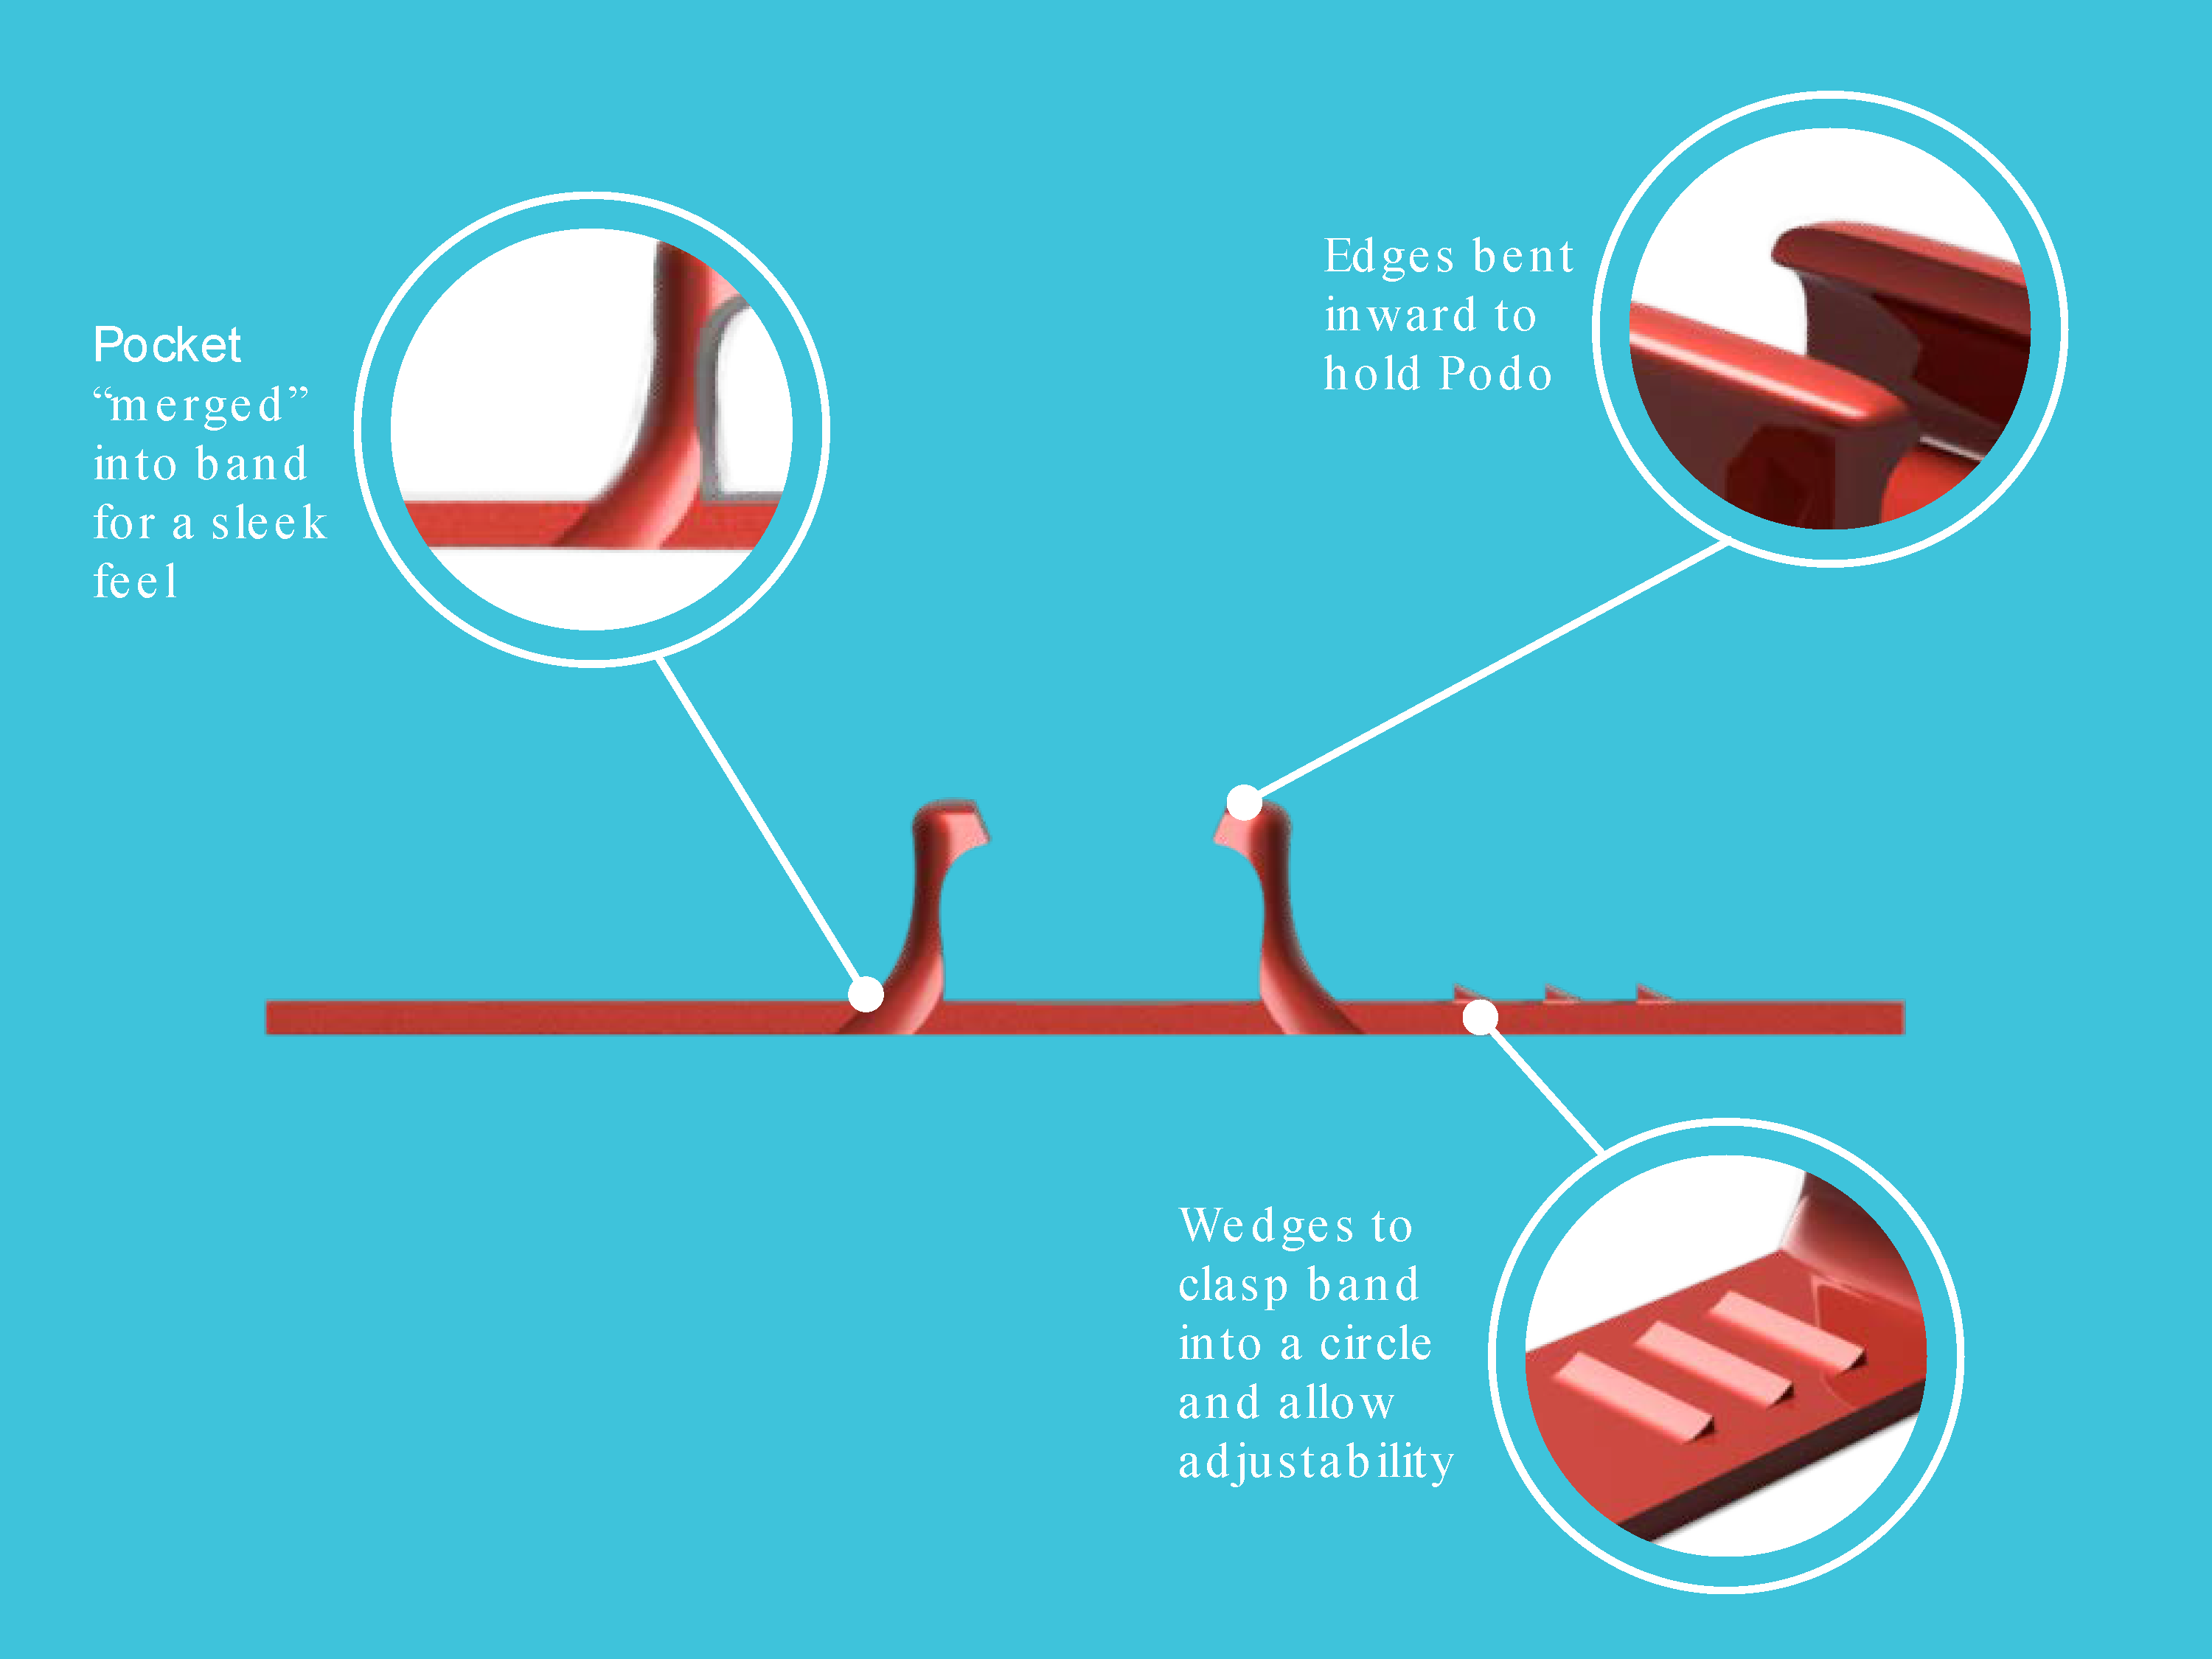 Pocket
“merged”
into band
for a sleek
feel
Edges bent
inward to
hold Podo
Wedges to
clasp band
into a circle
and allow
adjustability